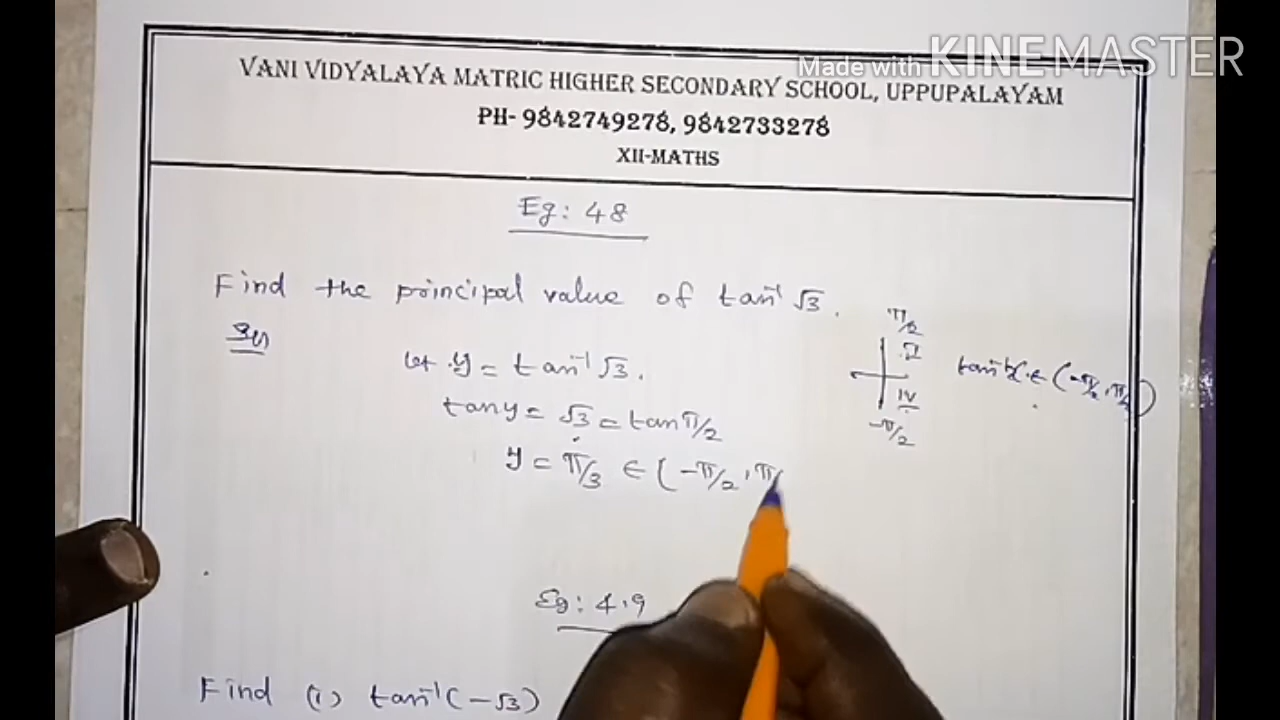 Made with KINEMASTER
VANI VIDYALAYA MATRIC HIGHER SECONDARY SCHOOL, UPPUPALAYAM
PH- 9842749278, 9842733278
XII-MATHS
Eg: 48
Find the principal value of tan⁻¹ √3.
Let y = tan⁻¹ √3.
tan y = √3 = tan π/2
y = π/3 ∈ (-π/2, π/
π/2
I
IV
-π/2
tan⁻¹x ∈ (-π/2, π/2)
Eg: 4.9
Find (i) tan⁻¹(-√3)